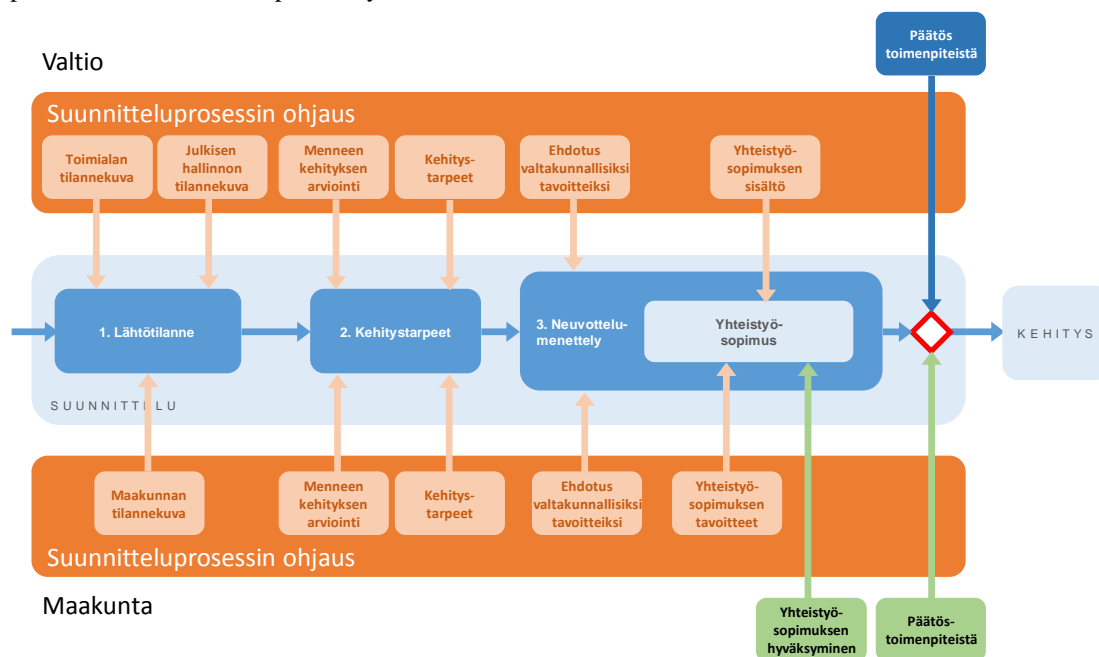 Päätös
toimenpiteistä
Valtio
Suunnitteluprosessin ohjaus
Toimialan
tilannekuva
Julkisen
hallinnon
tilannekuva
Menneen
kehityksen
arviointi
Kehitys-
tarpeet
Ehdotus
valtakunnallisiksi
tavoitteiksi
Yhteistyö-
sopimuksen
sisältö
1. Lähtötilanne
2. Kehitystarpeet
3. Neuvottelu-
menettely
Yhteistyö-
sopimus
KEHITYS
SUUNNITTELU
Maakunnan
tilannekuva
Menneen
kehityksen
arviointi
Kehitys-
tarpeet
Ehdotus
valtakunnallisiksi
tavoitteiksi
Yhteistyö-
sopimuksen
tavoitteet
Suunnitteluprosessin ohjaus
Maakunta
Yhteistyö-
sopimuksen
hyväksyminen
Päätös-
toimenpiteistä